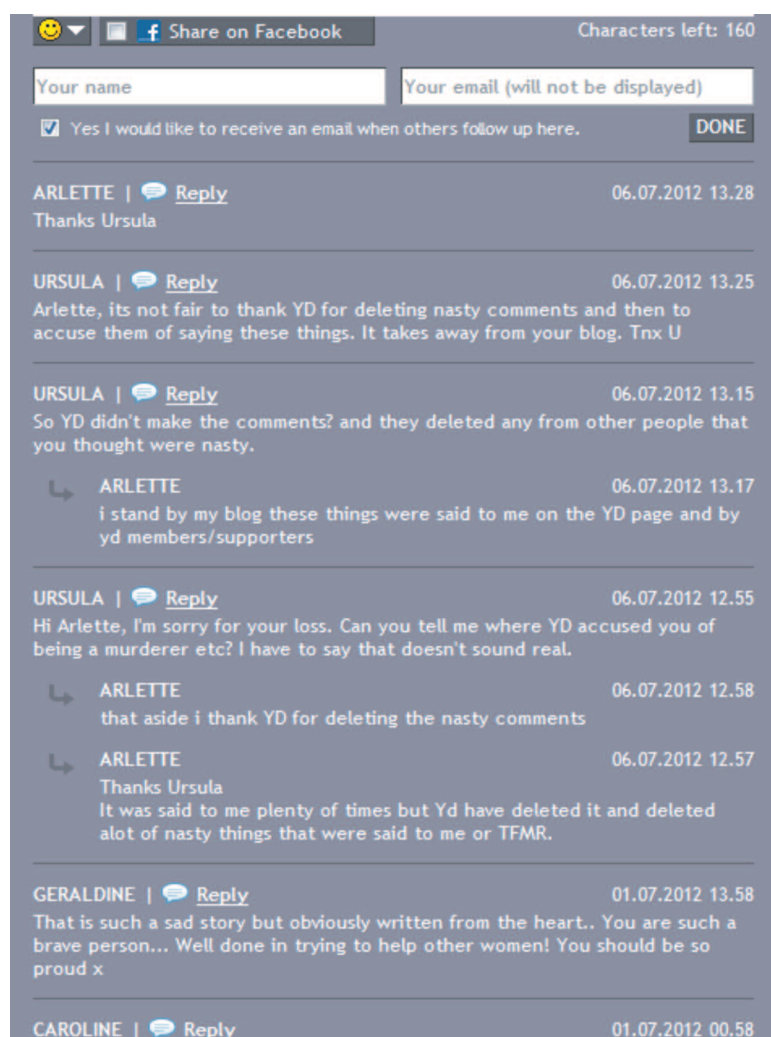 Share on Facebook
Characters left: 160
Your name
Your email (will not be displayed)
Yes I would like to receive an email when others follow up here.
DONE
ARLETTE | Reply 06.07.2012 13.28
Thanks Ursula
URSULA | Reply 06.07.2012 13.25
Arlette, its not fair to thank YD for deleting nasty comments and then to
accuse them of saying these things. It takes away from your blog. Tnx U
URSULA | Reply 06.07.2012 13.15
So YD didn't make the comments? and they deleted any from other people that
you thought were nasty.
ARLETTE 06.07.2012 13.17
i stand by my blog these things were said to me on the YD page and by
yd members/supporters
URSULA | Reply 06.07.2012 12.55
Hi Arlette, I'm sorry for your loss. Can you tell me where YD accused you of
being a murderer etc? I have to say that doesn't sound real.
ARLETTE 06.07.2012 12.58
that aside i thank YD for deleting the nasty comments
ARLETTE 06.07.2012 12.57
Thanks Ursula
It was said to me plenty of times but Yd have deleted it and deleted
alot of nasty things that were said to me or TFMR.
GERALDINE | Reply 01.07.2012 13.58
That is such a sad story but obviously written from the heart.. You are such a
brave person... Well done in trying to help other women! You should be so
proud x
CAROLINE | Reply 01.07.2012 00.58